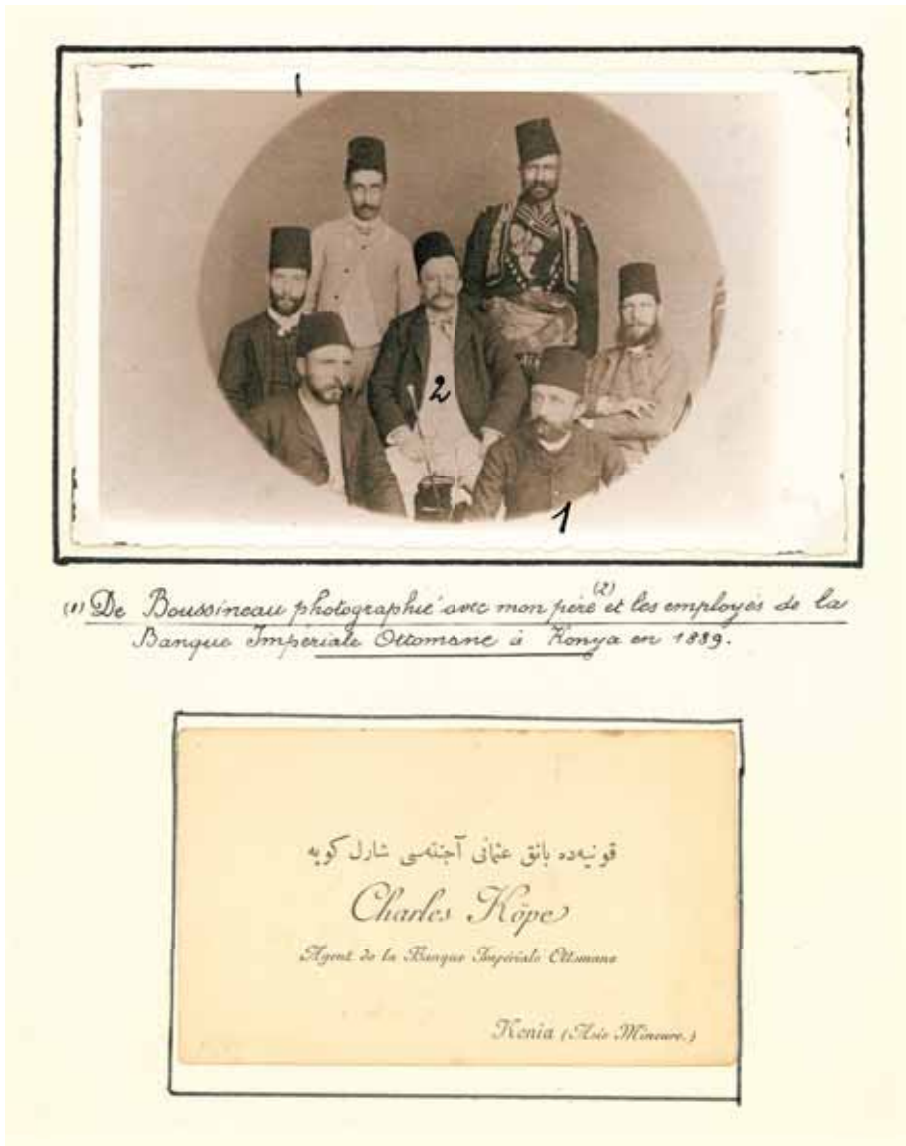 2
1
(1) De Boussineau photographié avec mon père (2) et les employés de la
Banque Impériale Ottomane à Konya en 1889.
قونیه‌ده بانق عثمانی آجنته‌سی شارل کوپه
Charles Köpe
Agent de la Banque Impériale Ottomane
Konia (Asie Mineure.)